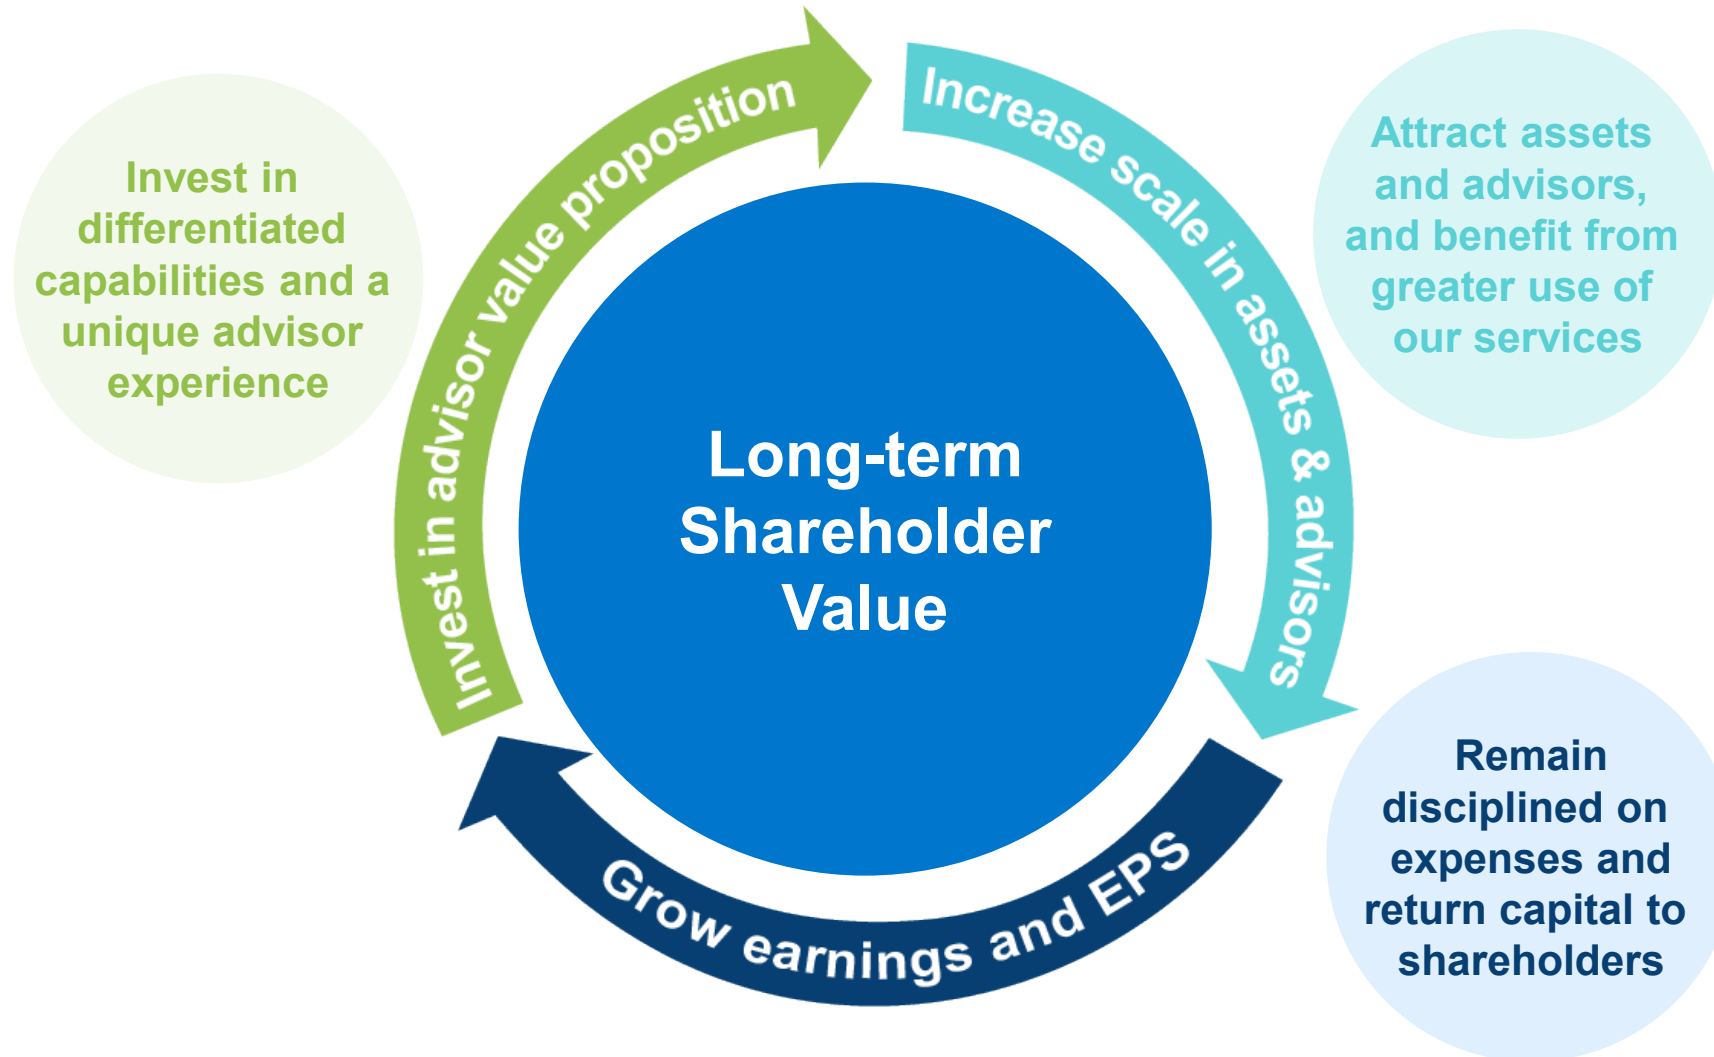 Invest in advisor value proposition
Increase scale in assets & advisors
Grow earnings and EPS
Invest in
differentiated
capabilities and a
unique advisor
experience
Attract assets
and advisors,
and benefit from
greater use of
our services
Long-term
Shareholder
Value
Remain
disciplined on
expenses and
return capital to
shareholders